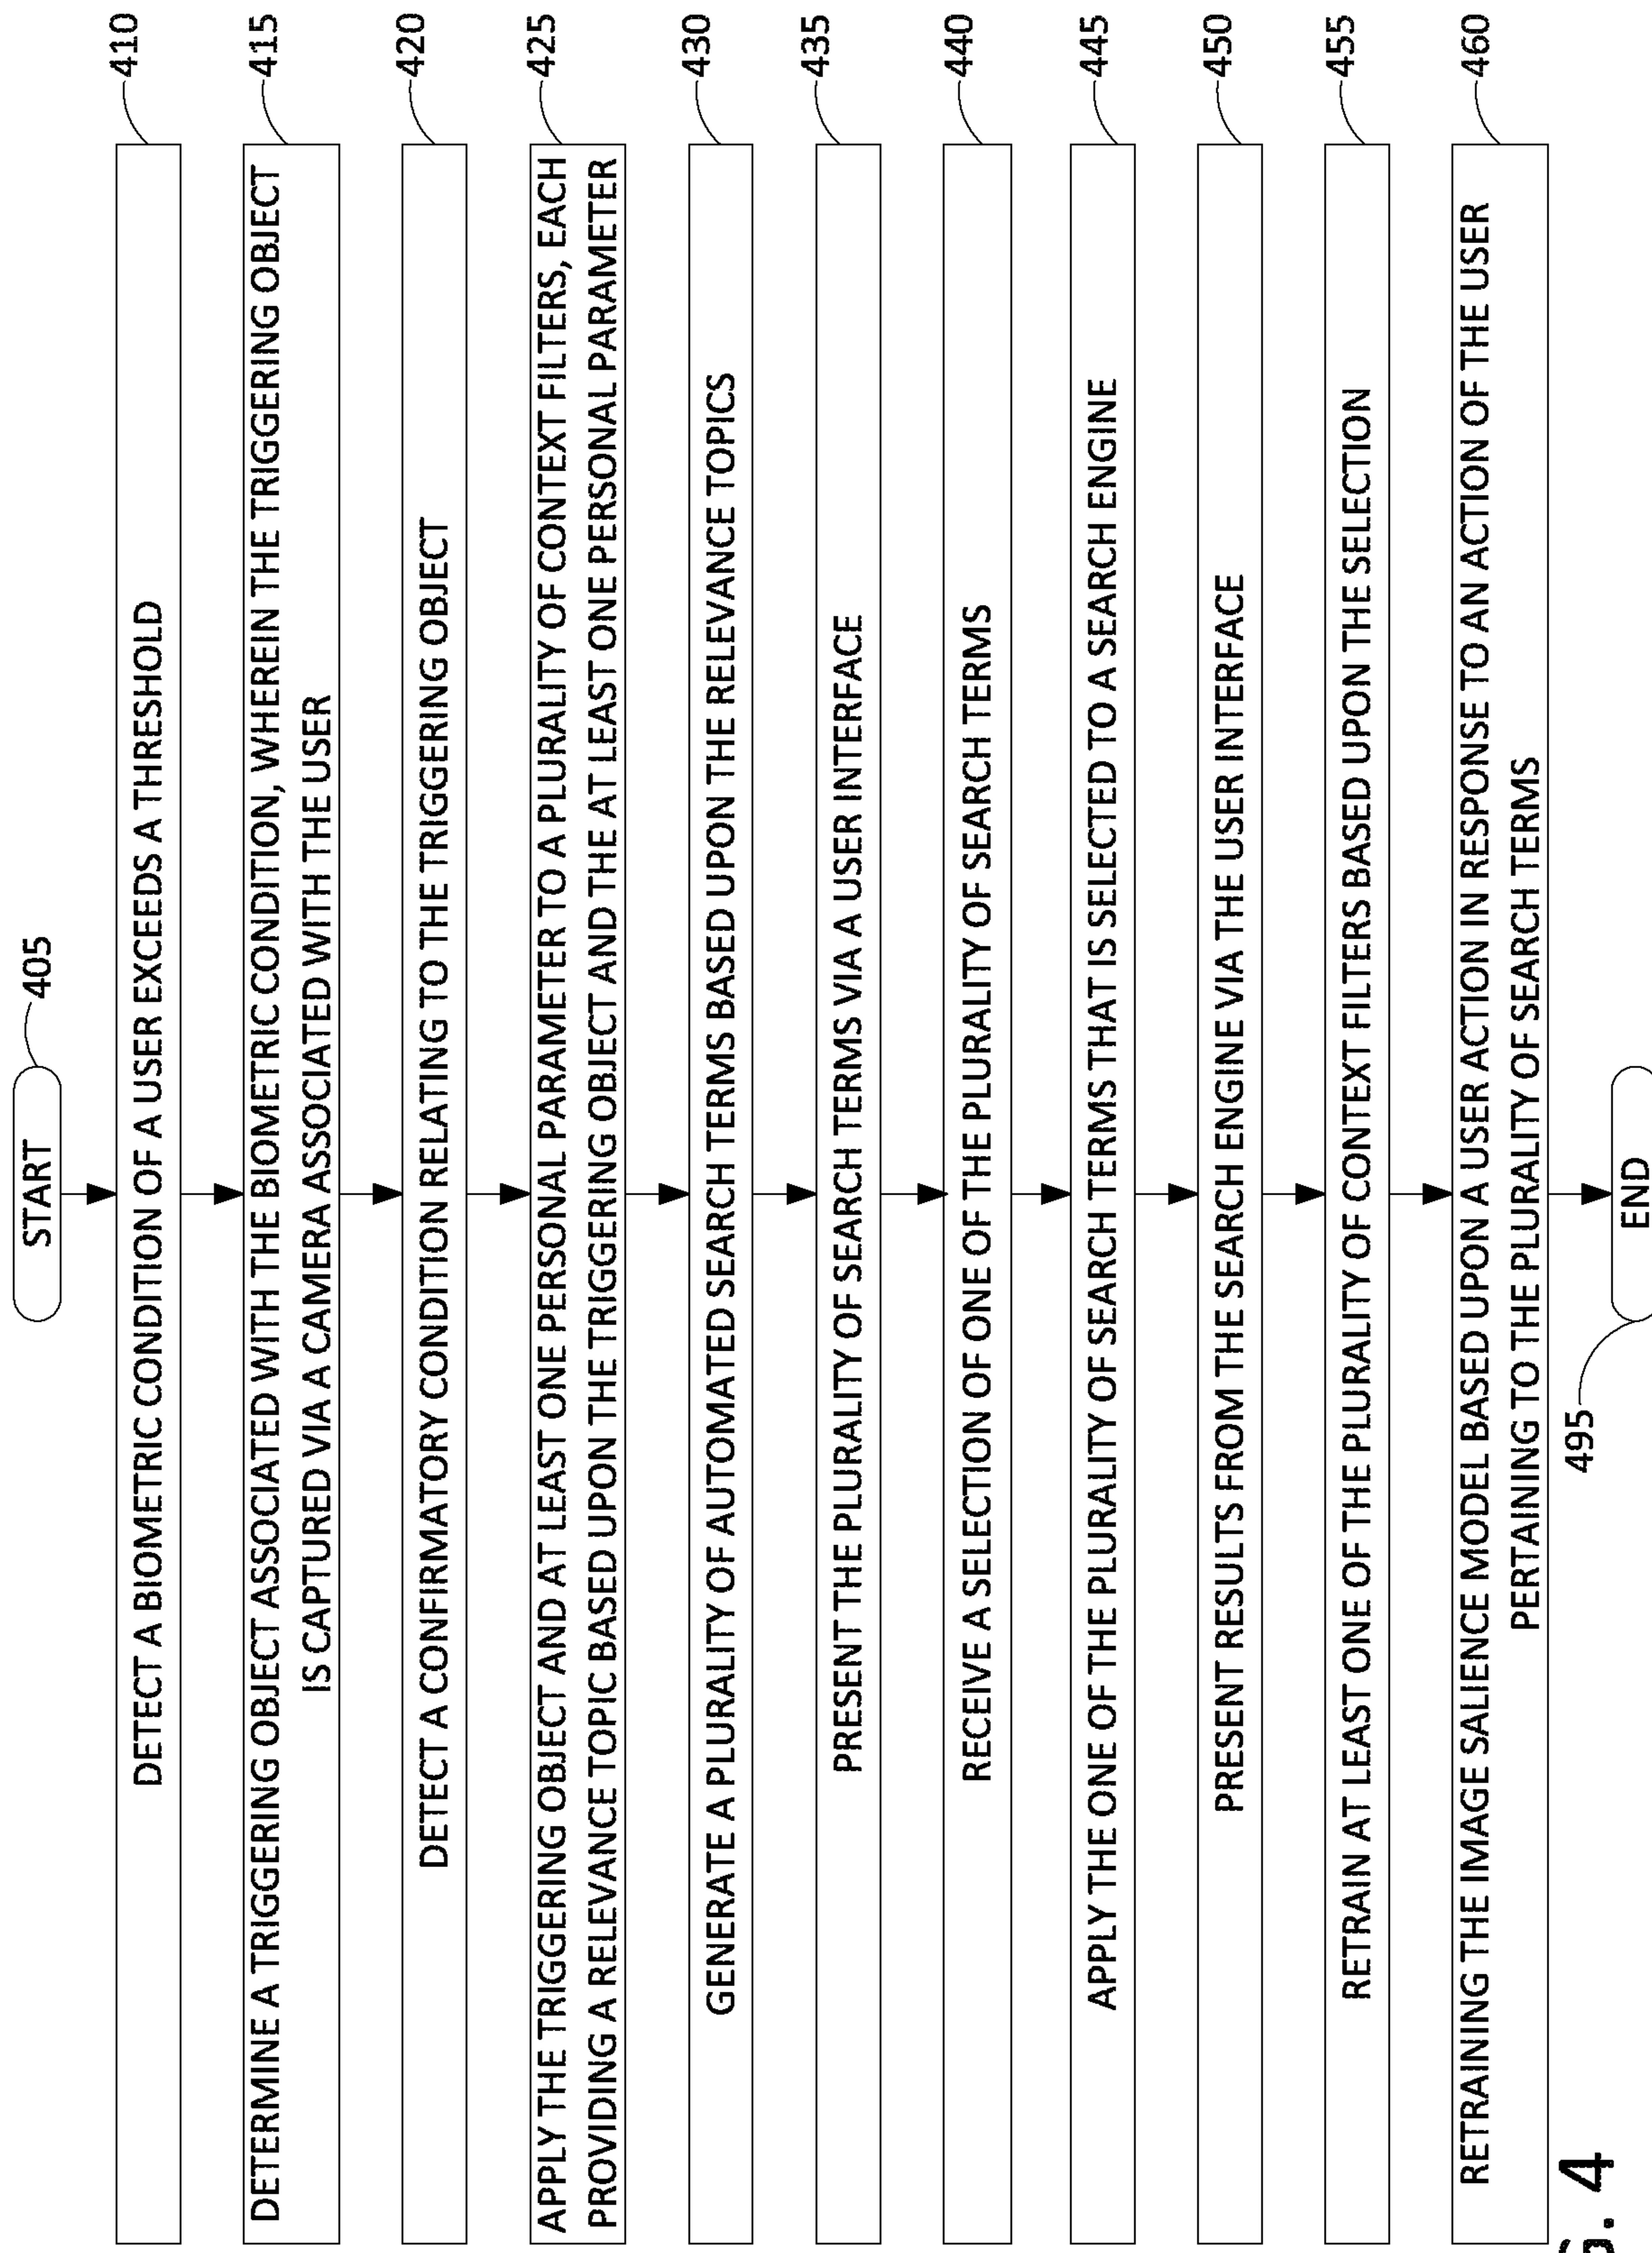 START
405
DETECT A BIOMETRIC CONDITION OF A USER EXCEEDS A THRESHOLD
410
DETERMINE A TRIGGERING OBJECT ASSOCIATED WITH THE BIOMETRIC CONDITION, WHEREIN THE TRIGGERING OBJECT
IS CAPTURED VIA A CAMERA ASSOCIATED WITH THE USER
415
DETECT A CONFIRMATORY CONDITION RELATING TO THE TRIGGERING OBJECT
420
APPLY THE TRIGGERING OBJECT AND AT LEAST ONE PERSONAL PARAMETER TO A PLURALITY OF CONTEXT FILTERS, EACH
PROVIDING A RELEVANCE TOPIC BASED UPON THE TRIGGERING OBJECT AND THE AT LEAST ONE PERSONAL PARAMETER
425
GENERATE A PLURALITY OF AUTOMATED SEARCH TERMS BASED UPON THE RELEVANCE TOPICS
430
PRESENT THE PLURALITY OF SEARCH TERMS VIA A USER INTERFACE
435
RECEIVE A SELECTION OF ONE OF THE PLURALITY OF SEARCH TERMS
440
APPLY THE ONE OF THE PLURALITY OF SEARCH TERMS THAT IS SELECTED TO A SEARCH ENGINE
445
PRESENT RESULTS FROM THE SEARCH ENGINE VIA THE USER INTERFACE
450
RETRAIN AT LEAST ONE OF THE PLURALITY OF CONTEXT FILTERS BASED UPON THE SELECTION
455
RETRAINING THE IMAGE SALIENCE MODEL BASED UPON A USER ACTION IN RESPONSE TO AN ACTION OF THE USER
PERTAINING TO THE PLURALITY OF SEARCH TERMS
460
495
END
4